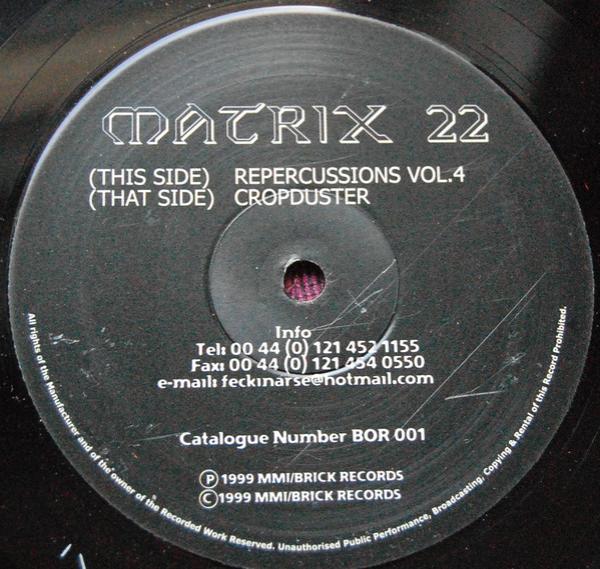 MATRIX 22
(THIS SIDE) REPERCUSSIONS VOL.4
(THAT SIDE) CROPDUSTER
Info
Tel: 00 44 (0) 121 452 1155
Fax: 00 44 (0) 121 454 0550
e-mail: feckinarse@hotmail.com
Catalogue Number BOR 001
Ⓟ 1999 MMI/BRICK RECORDS
© 1999 MMI/BRICK RECORDS
All rights of the Manufacturer and of the owner of the Recorded Work Reserved. Unauthorised Public Performance, Broadcasting, Copying & Rental of this Record Prohibited.